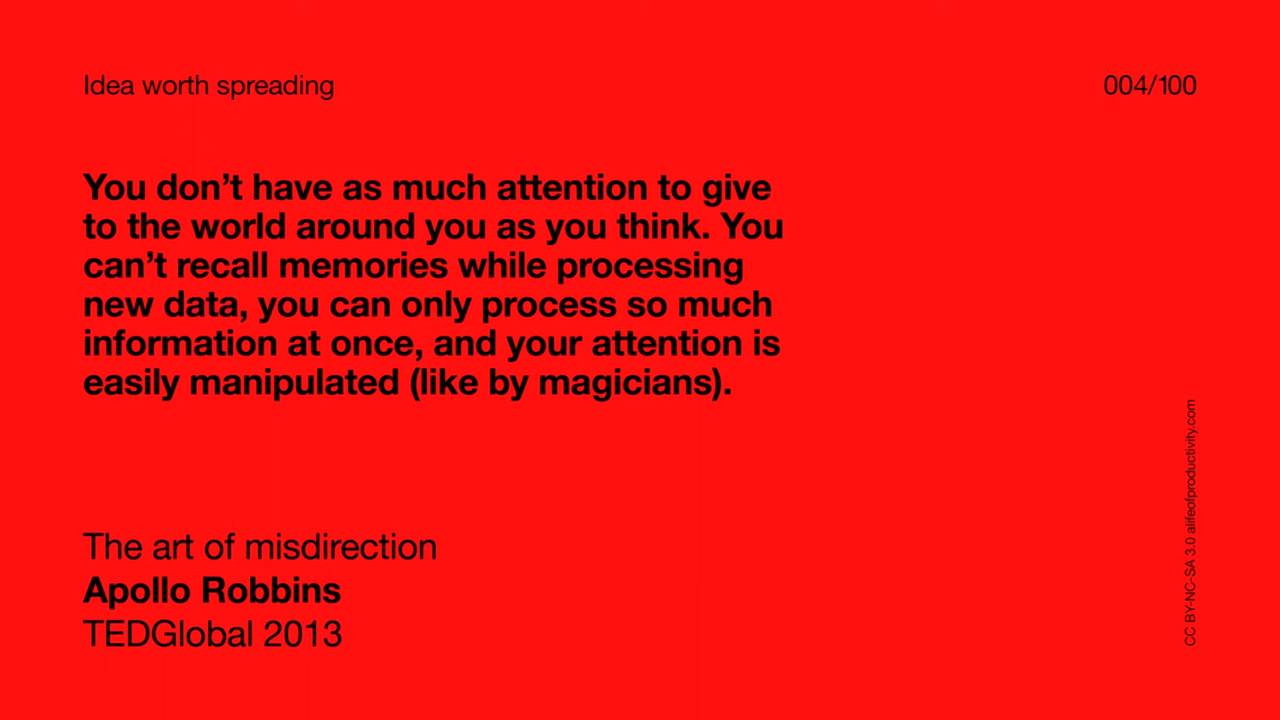 Idea worth spreading
004/100
You don’t have as much attention to give
to the world around you as you think. You
can’t recall memories while processing
new data, you can only process so much
information at once, and your attention is
easily manipulated (like by magicians).
The art of misdirection
Apollo Robbins
TEDGlobal 2013
CC BY-NC-SA 3.0 alifeofproductivity.com